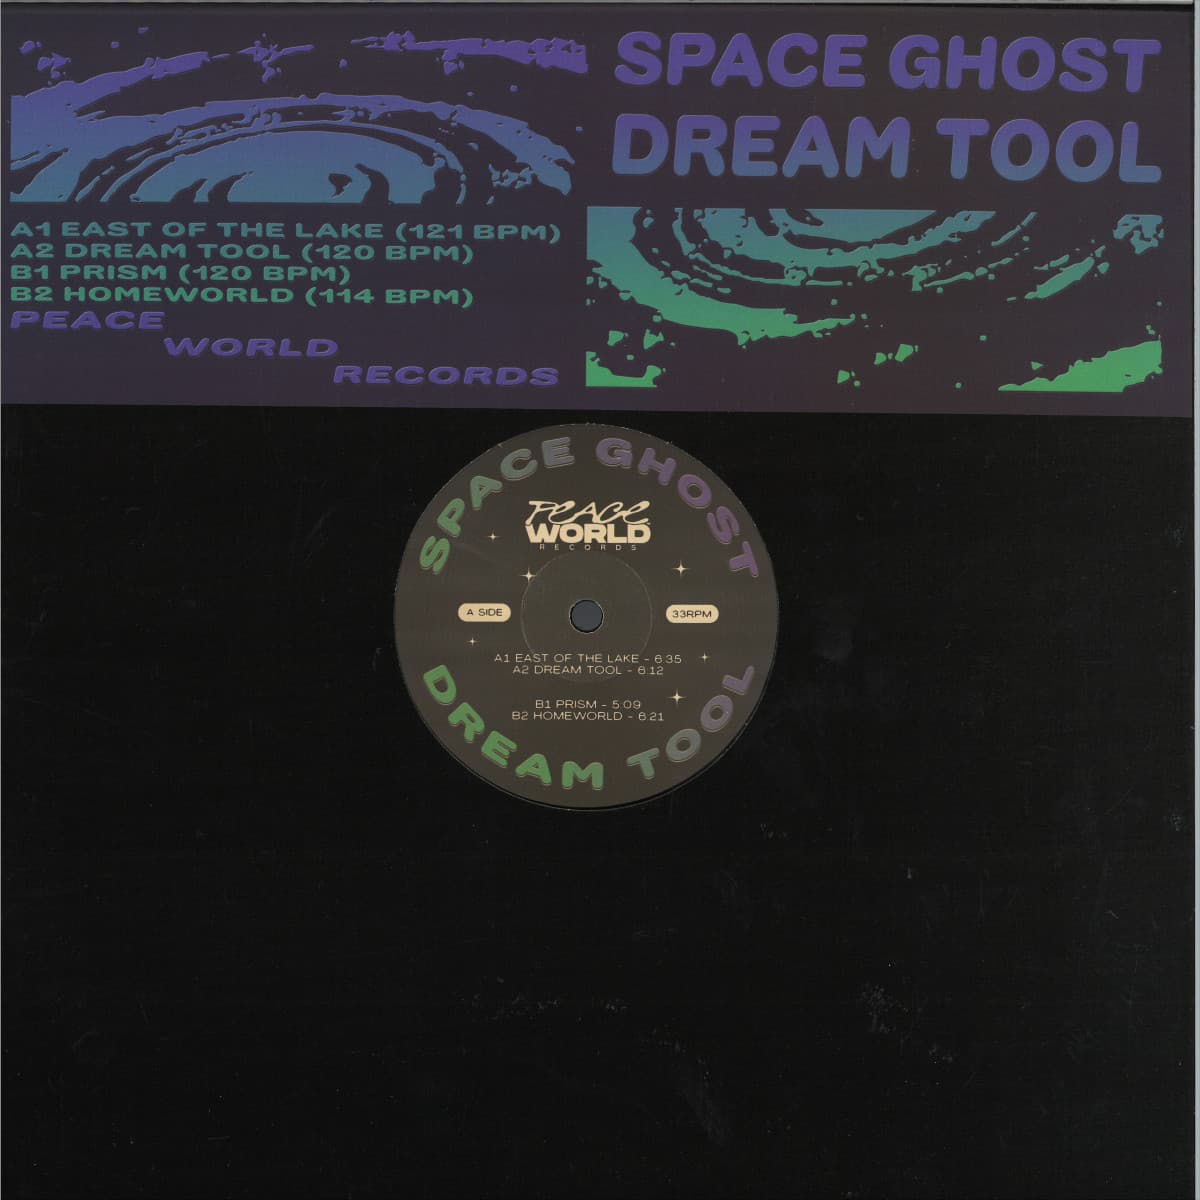 SPACE GHOST
DREAM TOOL
A1 EAST OF THE LAKE (121 BPM)
A2 DREAM TOOL (120 BPM)
B1 PRISM (120 BPM)
B2 HOMEWORLD (114 BPM)
PEACE
WORLD
RECORDS
SPACE GHOST
PEACE
WORLD
RECORDS
A SIDE
33RPM
A1 EAST OF THE LAKE - 6:35
A2 DREAM TOOL - 6:12
B1 PRISM - 5:09
B2 HOMEWORLD - 6:21
DREAM TOOL